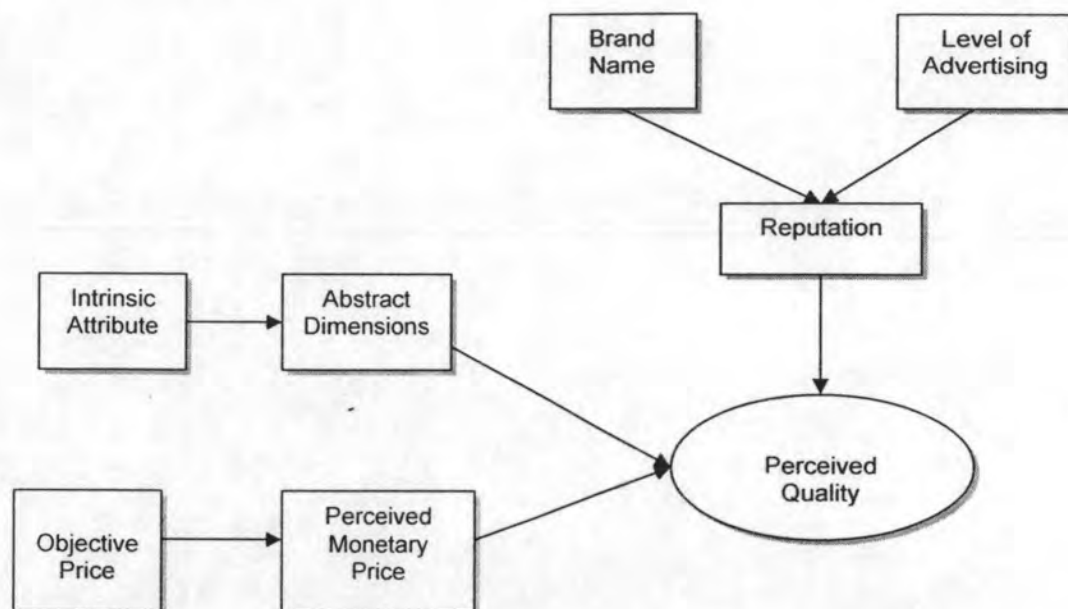 Brand
Name
Level of
Advertising
Reputation
Intrinsic
Attribute
Abstract
Dimensions
Perceived
Quality
Objective
Price
Perceived
Monetary
Price